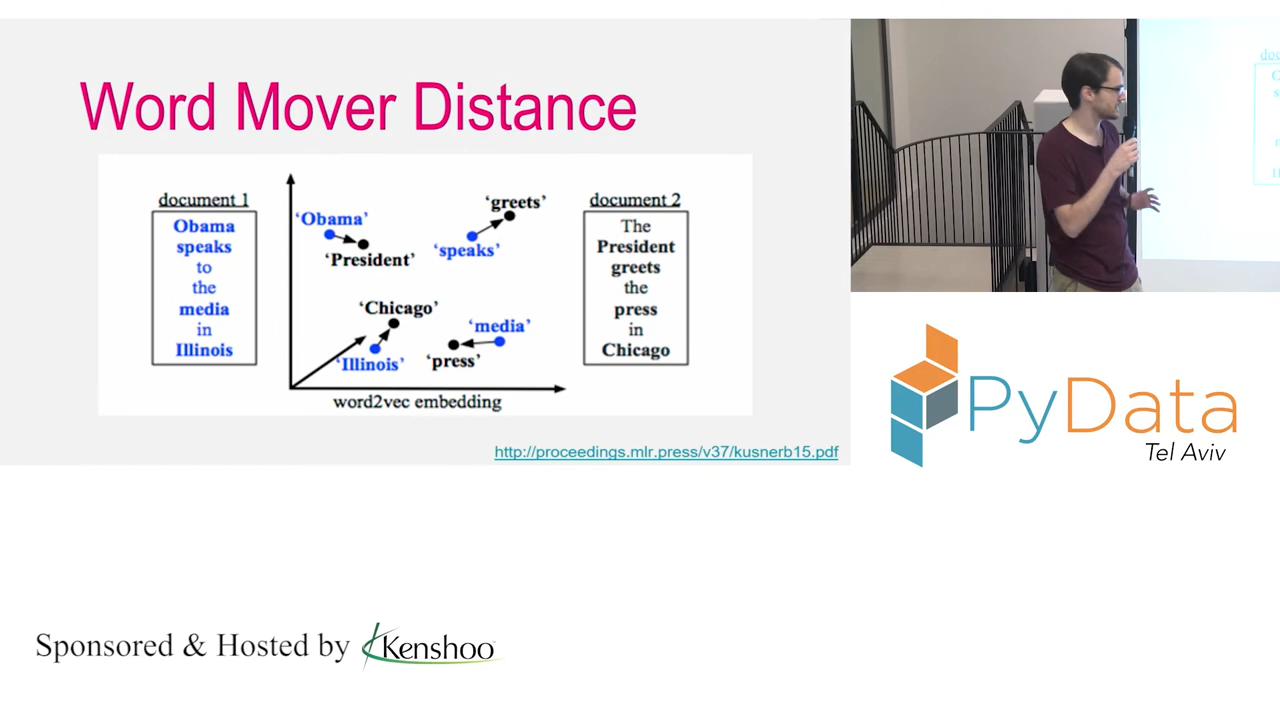 Word Mover Distance
document 1
Obama
speaks
to
the
media
in
Illinois
‘Obama’
‘President’
‘greets’
‘speaks’
‘Chicago’
‘Illinois’
‘media’
‘press’
word2vec embedding
document 2
The
President
greets
the
press
in
Chicago
http://proceedings.mlr.press/v37/kusnerb15.pdf
PyData
Tel Aviv
Sponsored & Hosted by Kenshoo